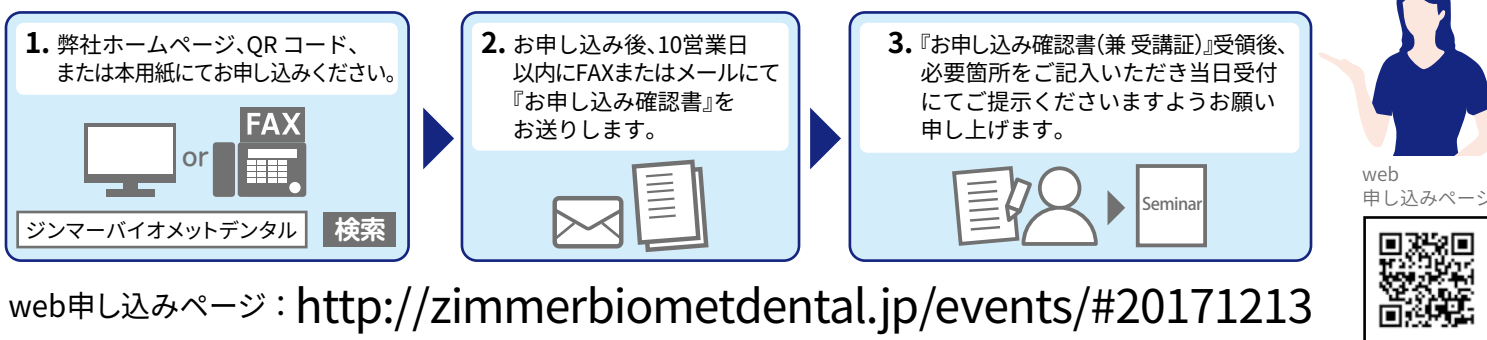 1. 弊社ホームページ、QR コード、
または本用紙にてお申し込みください。
FAX
or
ジンマーバイオメットデンタル 検索
2. お申し込み後、10営業日
以内にFAXまたはメールにて
『お申し込み確認書』を
お送りします。
3. 『お申し込み確認書(兼 受講証)』受領後、
必要箇所をご記入いただき当日受付
にてご提示くださいますようお願い
申し上げます。
Seminar
web
申し込みページ
web申し込みページ：http://zimmerbiometdental.jp/events/#20171213